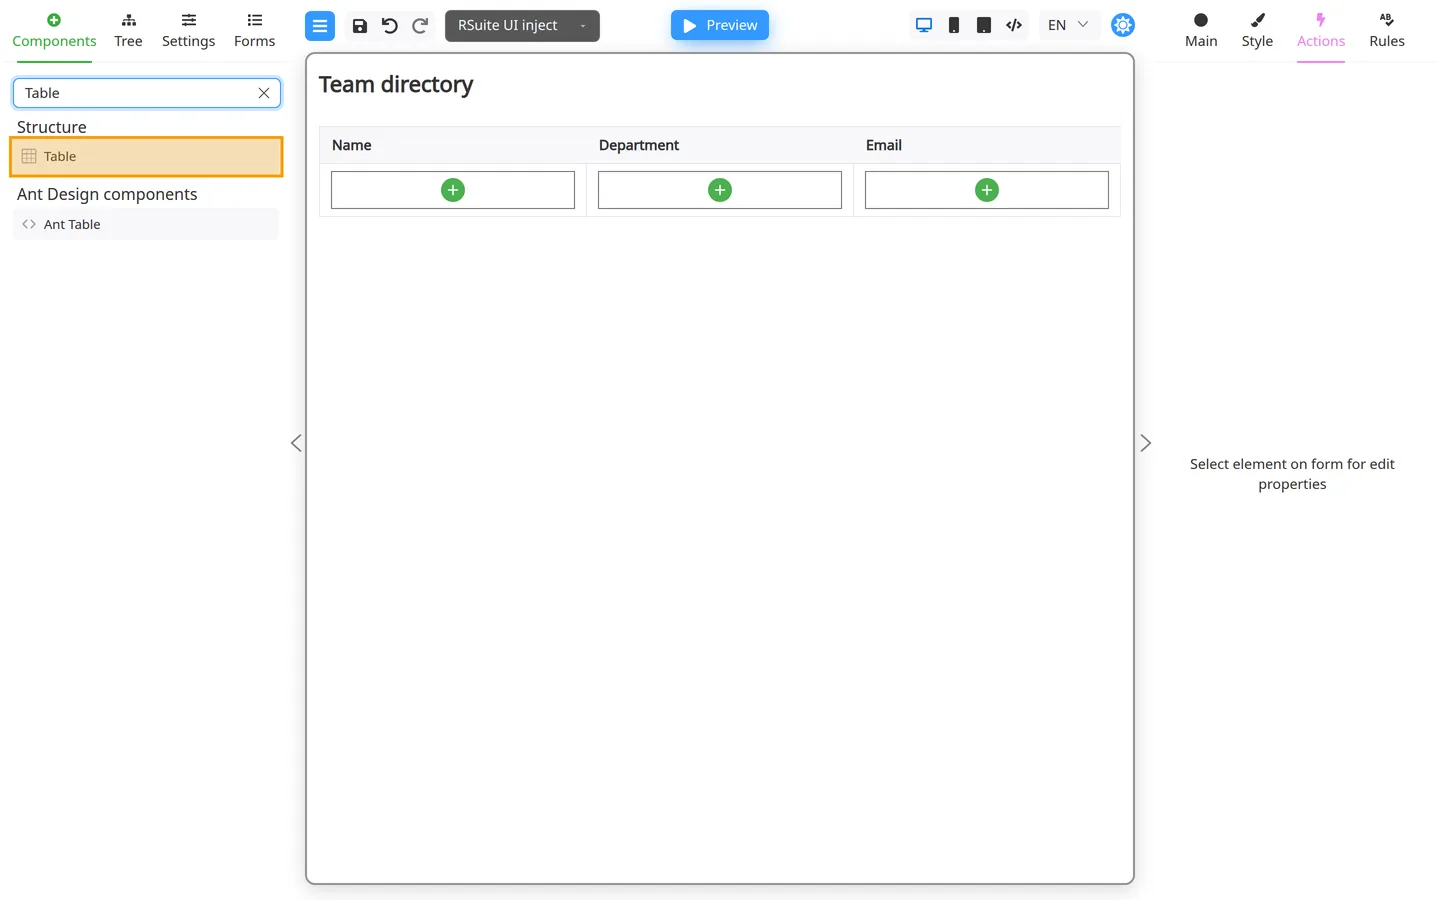 Components
Tree
Settings
Forms
RSuite UI inject
Preview
EN
Main
Style
Actions
AB
Rules
Table
Structure
Table
Ant Design components
Ant Table
Team directory
Name
Department
Email
Select element on form for edit
properties